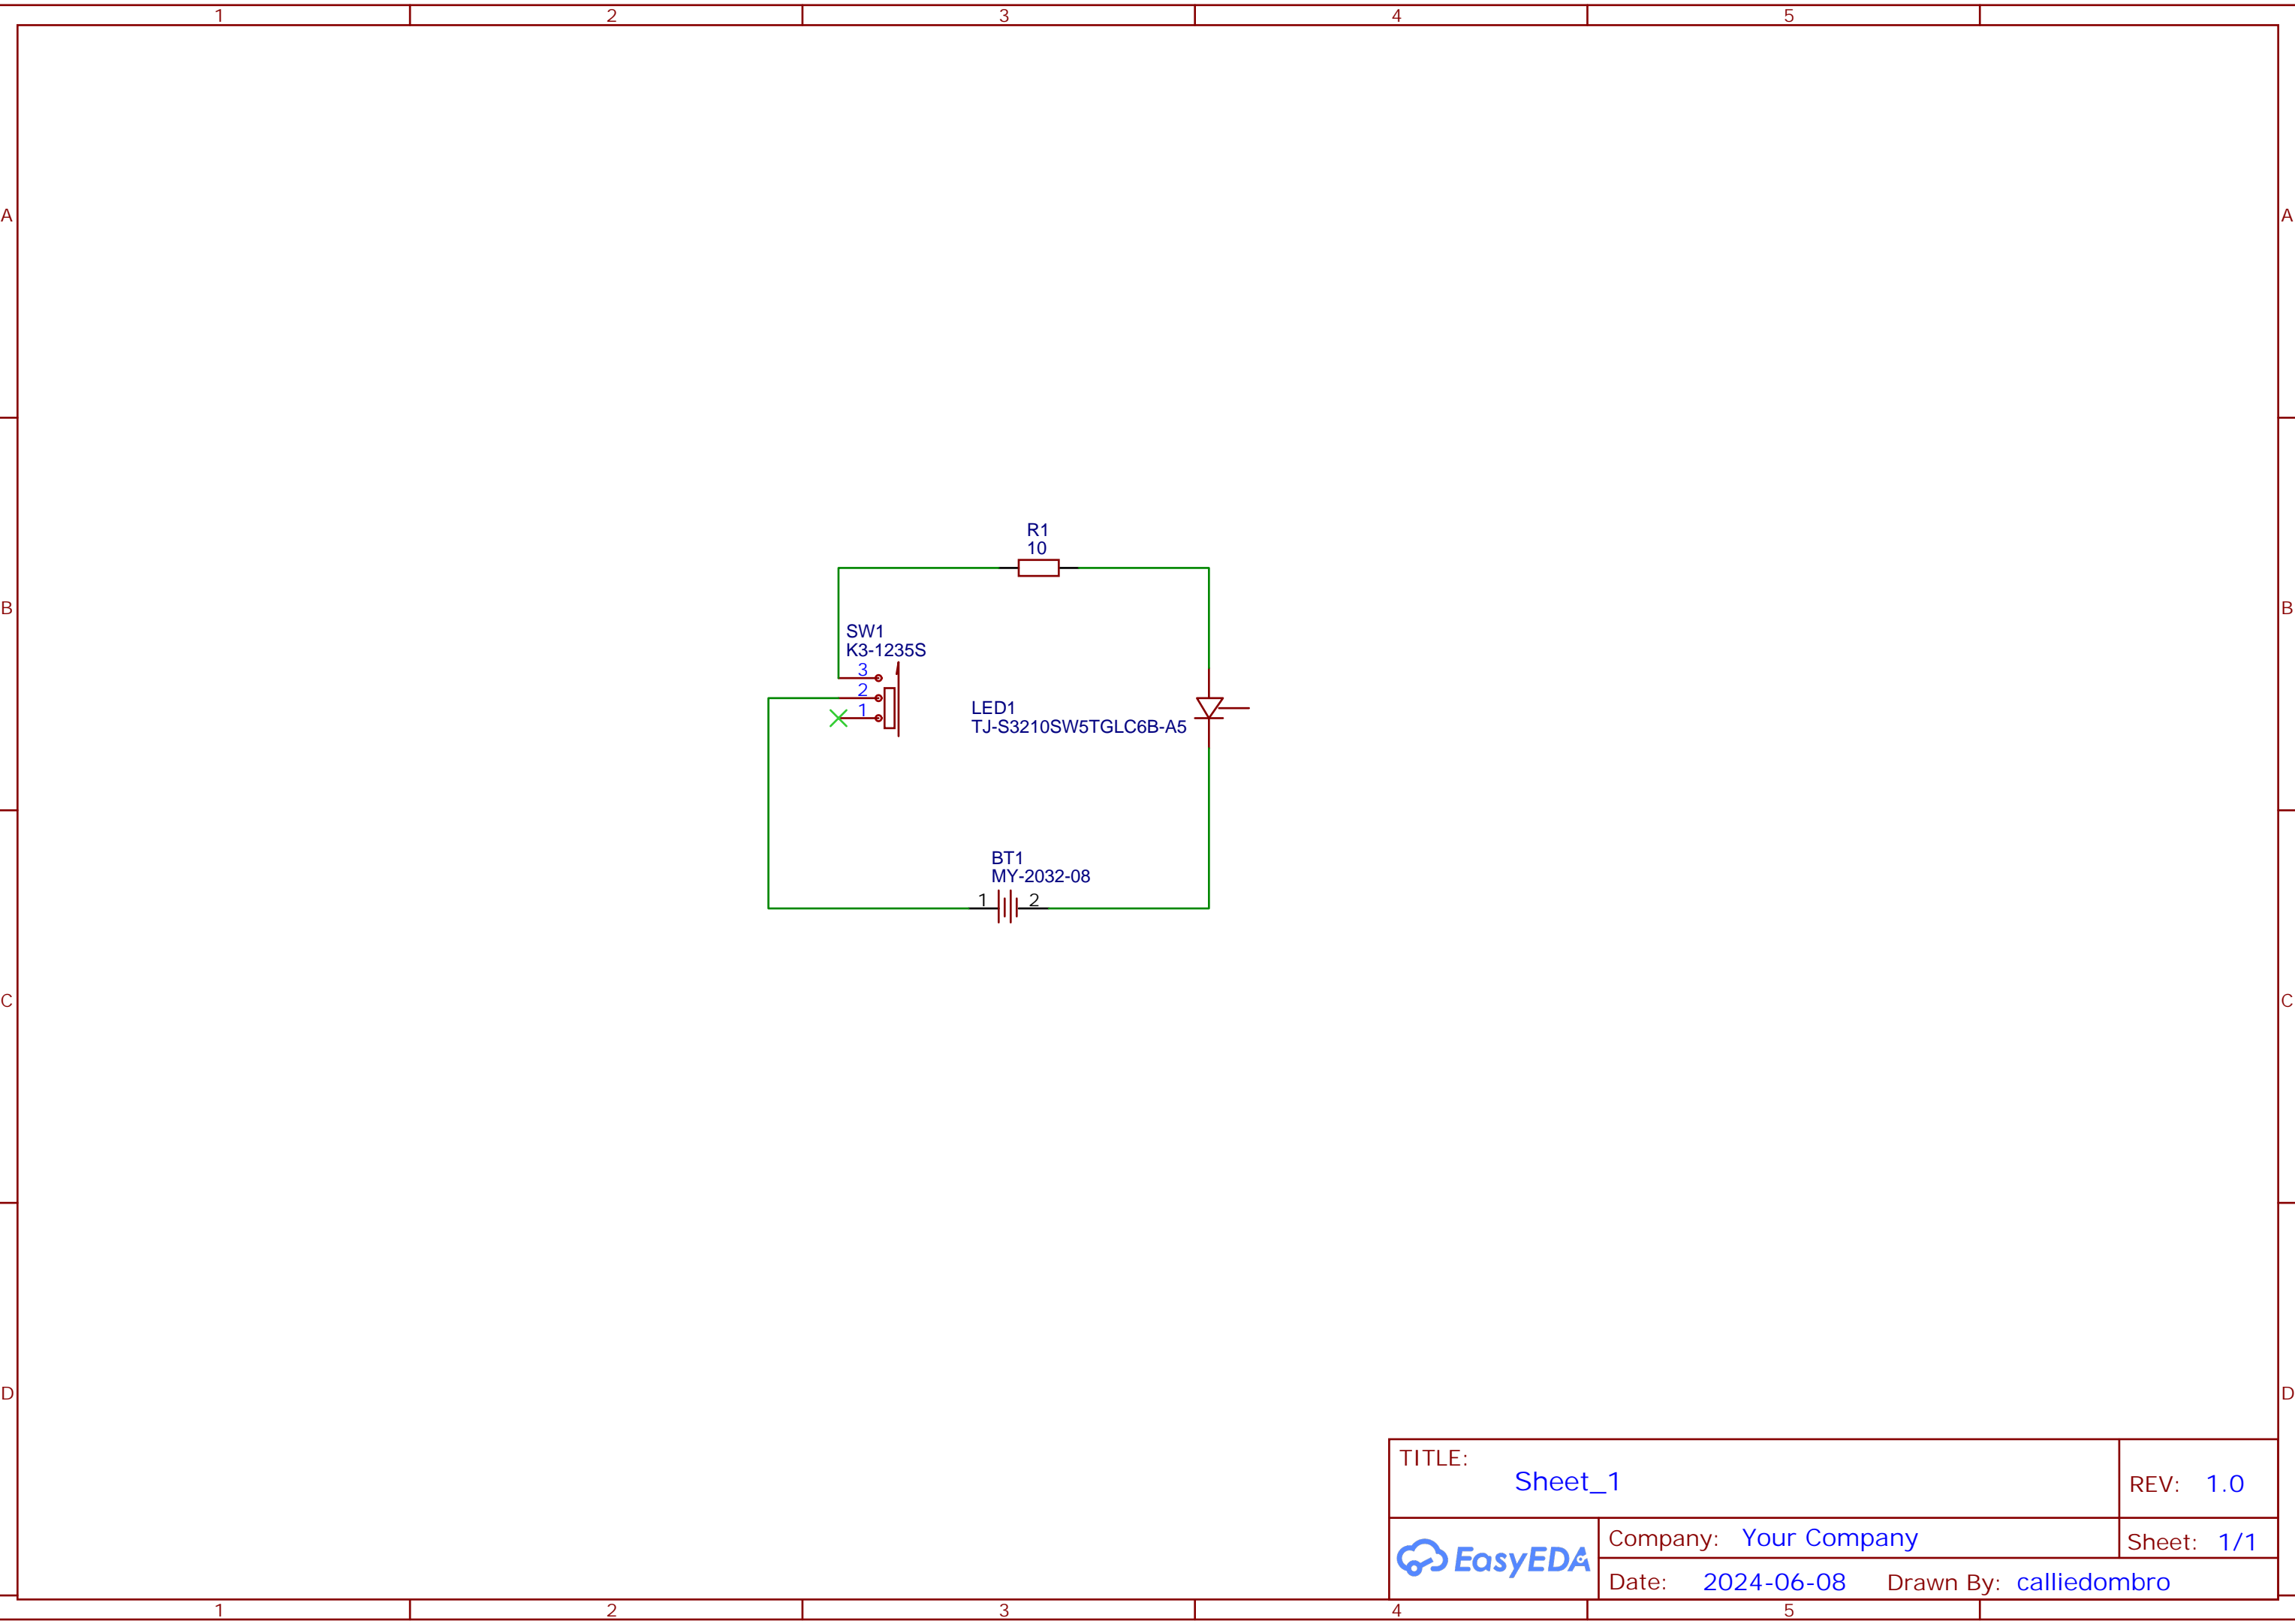 1 2 3 4 5
A A
R1
10
B B
SW1
K3-1235S
3
2
1
LED1
TJ-S3210SW5TGLC6B-A5
BT1
MY-2032-08
1 2
C C
D D
TITLE:
Sheet_1
REV: 1.0
EasyEDA
Company: Your Company
Sheet: 1/1
Date: 2024-06-08 Drawn By: calliedombro
1 2 3 4 5